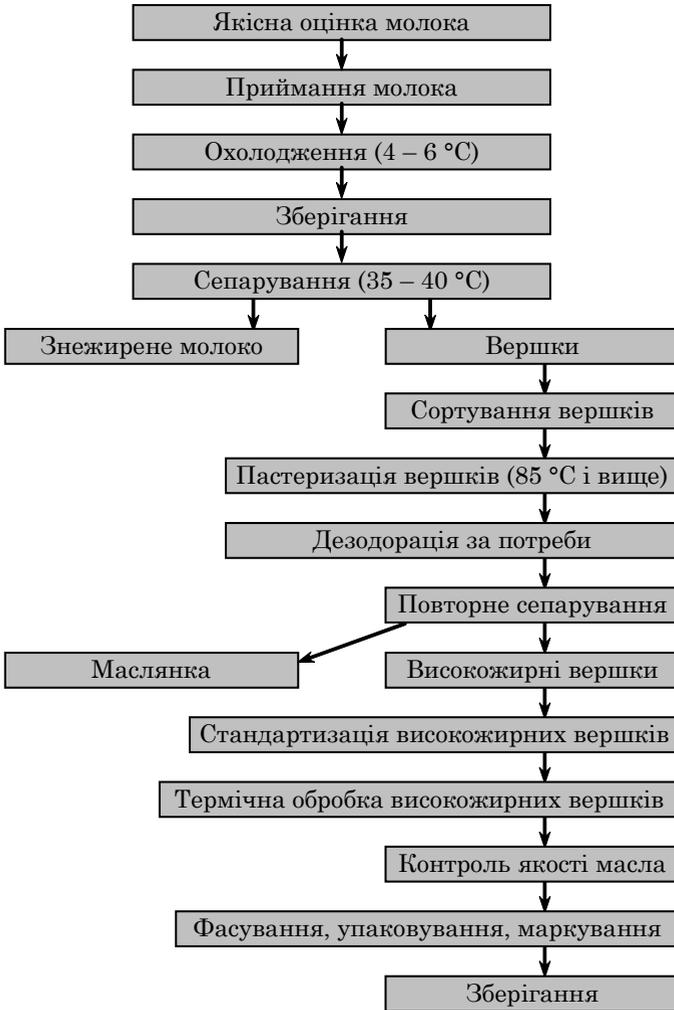 Якісна оцінка молока
Приймання молока
Охолодження (4 – 6 °С)
Зберігання
Сепарування (35 – 40 °С)
Знежирене молоко
Вершки
Сортування вершків
Пастеризація вершків (85 °С і вище)
Дезодорація за потреби
Повторне сепарування
Маслянка
Високожирні вершки
Стандартизація високожирних вершків
Термічна обробка високожирних вершків
Контроль якості масла
Фасування, упаковування, маркування
Зберігання